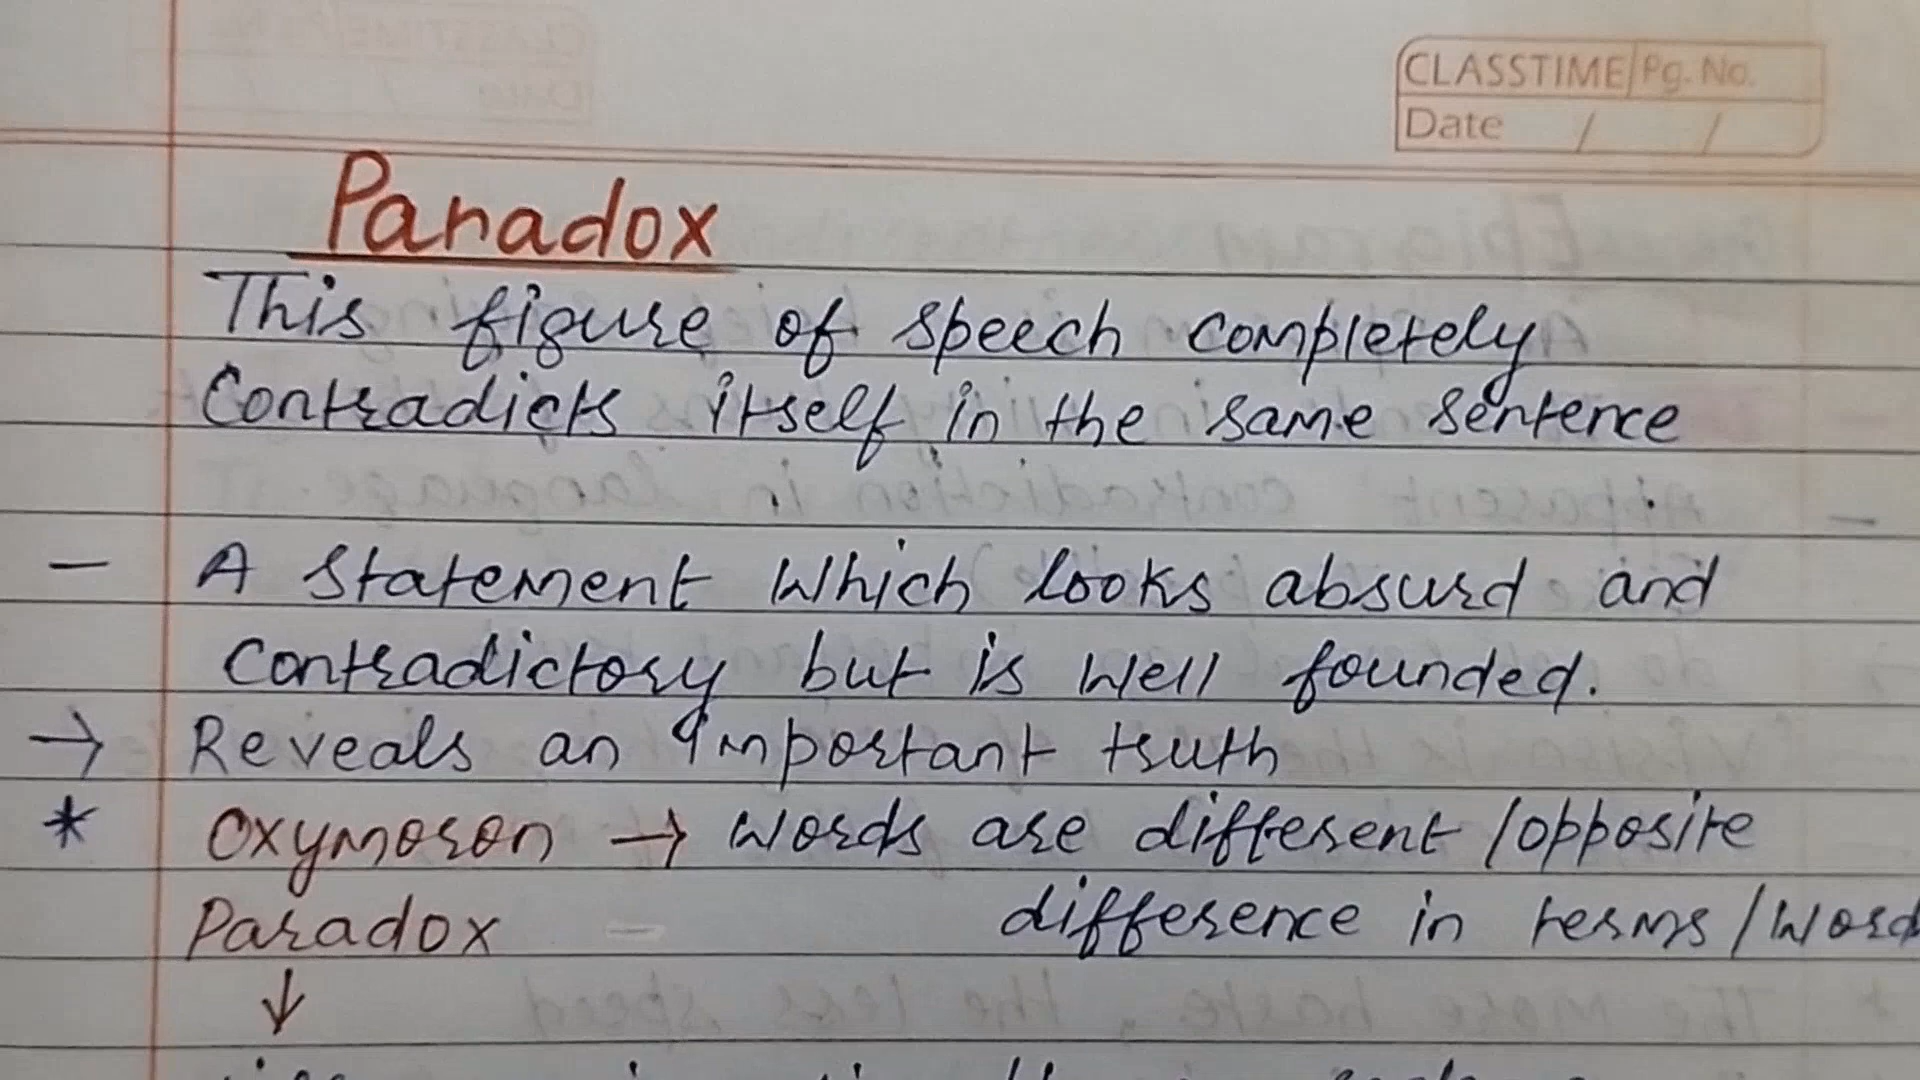 CLASSTIME Pg. No.
Date / /
Paradox
This figure of speech completely
Contradicts itself in the same sentence
- A statement which looks absurd and
Contradictory but is well founded.
→ Reveals an important truth
* Oxymoron → words are different / opposite
difference in terms / word
Paradox
↓